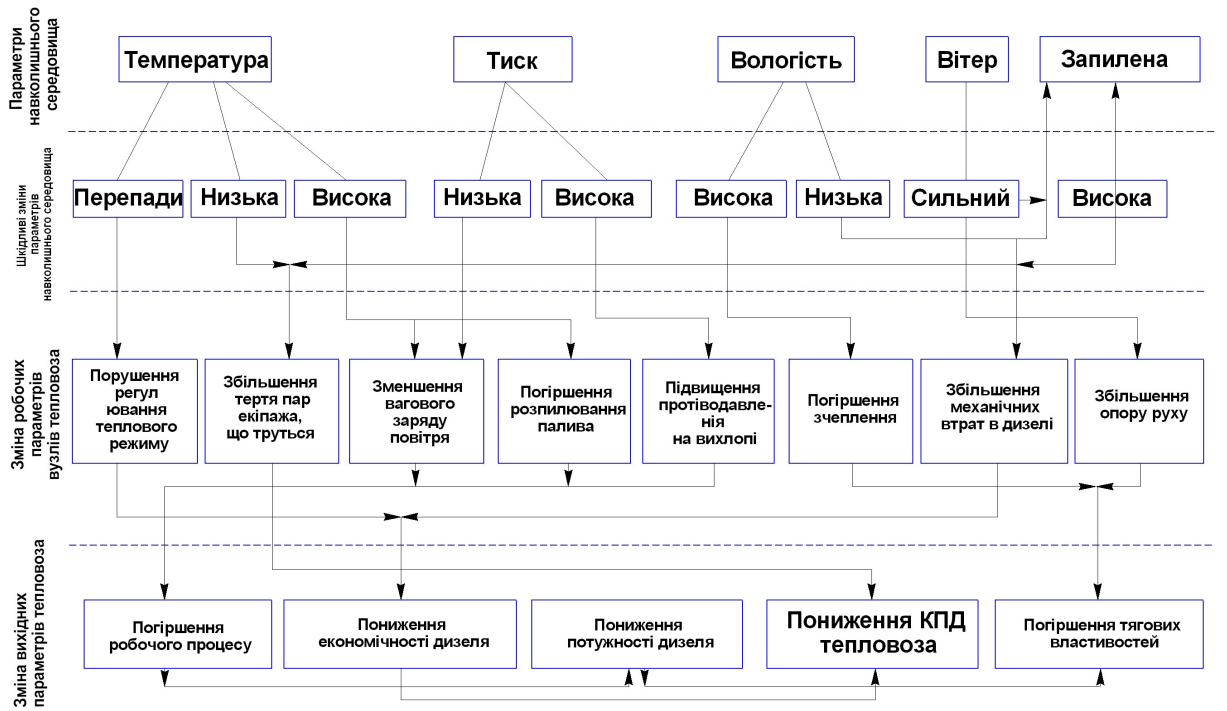 Параметри
навколишнього
середовища
Температура
Тиск
Вологість
Вітер
Запилена
Шкідливі зміни
параметрів
навколишнього середовища
Перепади
Низька
Висока
Низька
Висока
Висока
Низька
Сильний
Висока
Зміна робочих
параметрів
вузлів тепловоза
Порушення
регул
ювання
теплового
режиму
Збільшення
тертя пар
екіпажа,
що труться
Зменшення
вагового
заряду
повітря
Погіршення
розпилювання
палива
Підвищення
протіводавле-
нія
на вихлопі
Погіршення
зчеплення
Збільшення
механічних
втрат в дизелі
Збільшення
опору руху
Зміна вихідних
параметрів тепловоза
Погіршення
робочого процесу
Пониження
економічності дизеля
Пониження
потужності дизеля
Пониження КПД
тепловоза
Погіршення тягових
властивостей